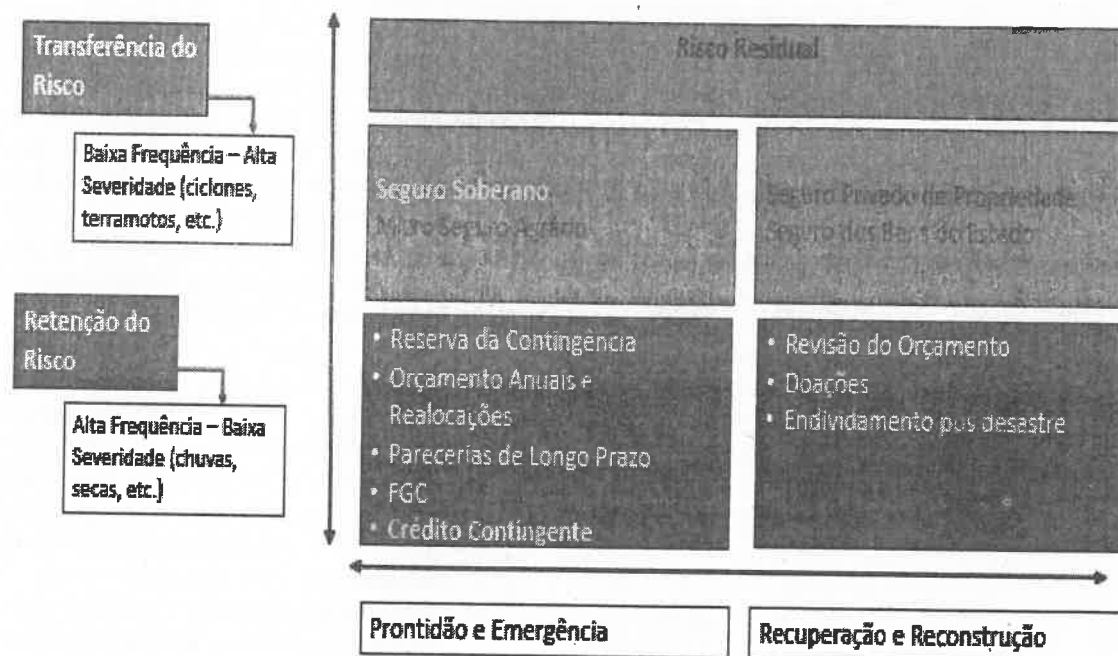 Transferência do
Risco
Baixa Frequência – Alta
Severidade (ciclones,
terramotos, etc.)
Retenção do
Risco
Alta Frequência – Baixa
Severidade (chuvas,
secas, etc.)
Risco Residual
Seguro Soberano
Micro Seguro Agrário
Seguro Privado de Propriedade
Seguro dos Bens do Estado
• Reserva da Contingência
• Orçamento Anuais e
Realocações
• Parecerias de Longo Prazo
• FGC
• Crédito Contingente
• Revisão do Orçamento
• Doações
• Endividamento pos desastre
Prontidão e Emergência
Recuperação e Reconstrução